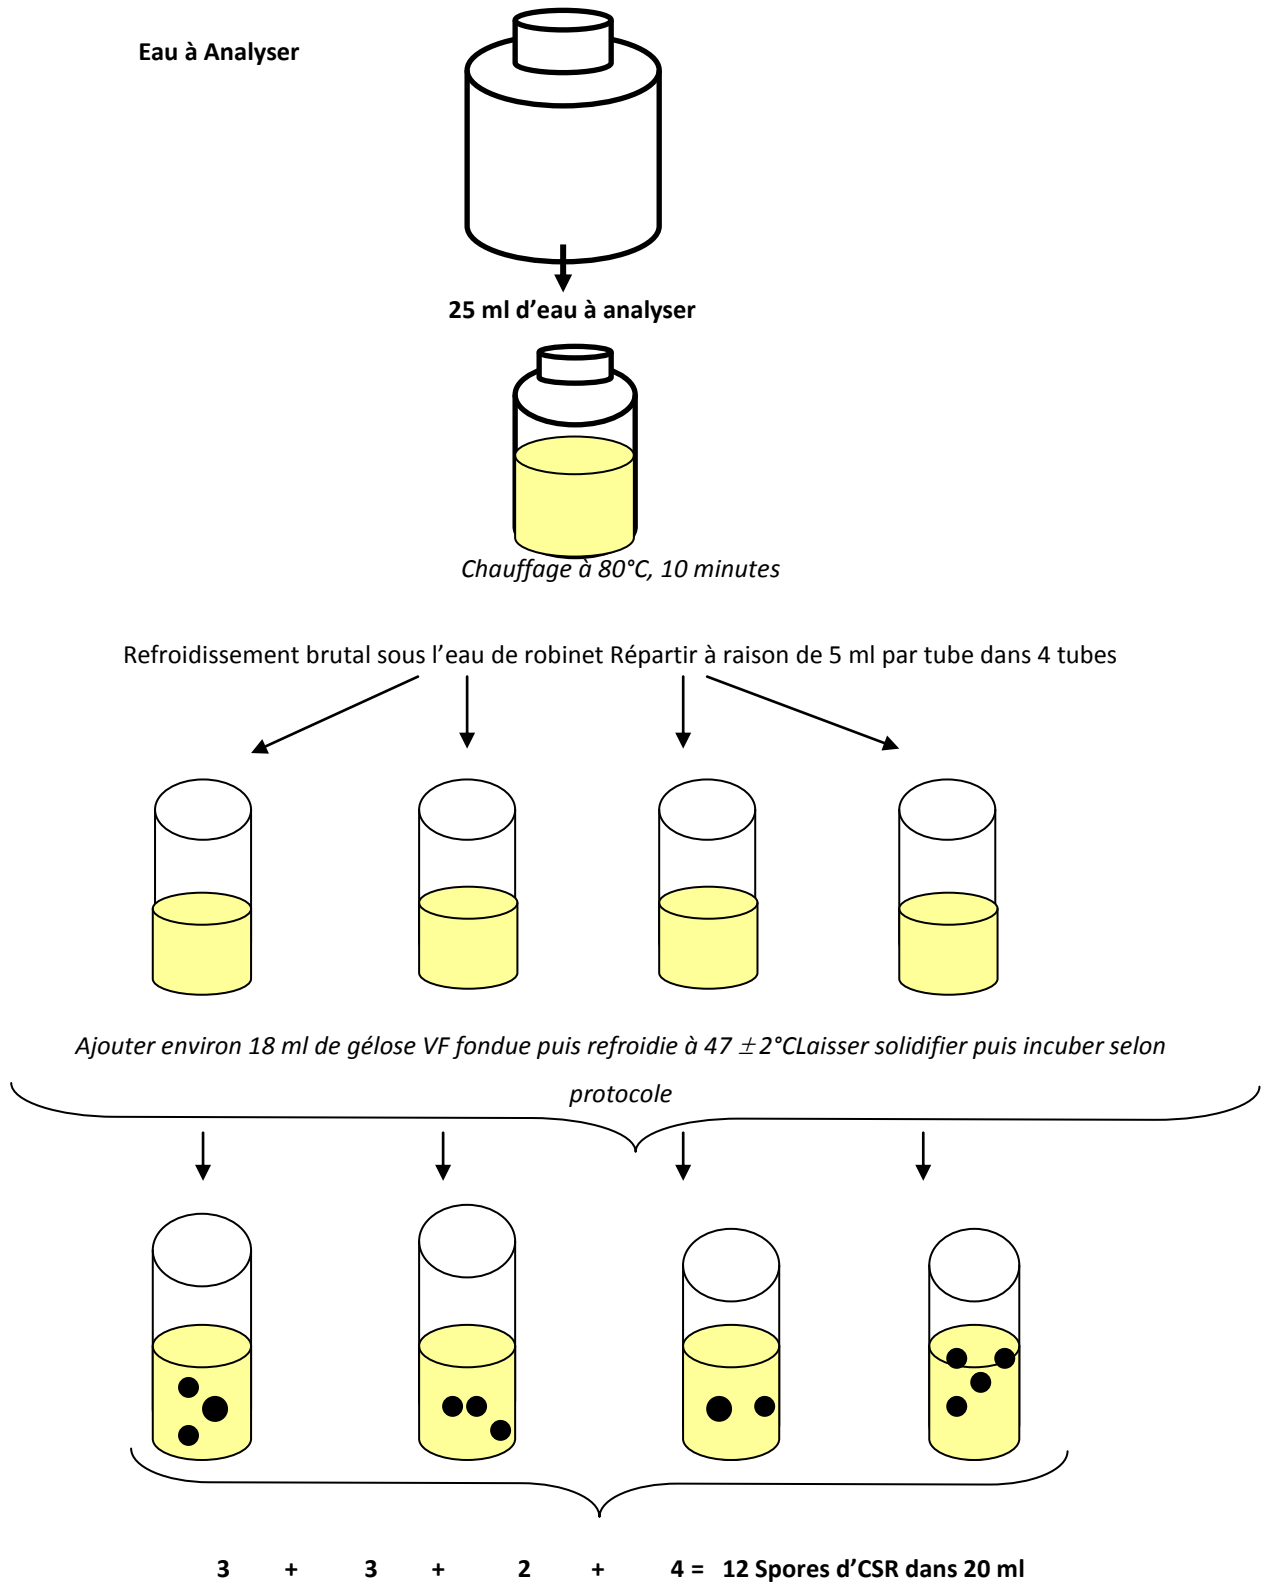 Eau à Analyser
25 ml d’eau à analyser
Chauffage à 80°C, 10 minutes
Refroidissement brutal sous l’eau de robinet Répartir à raison de 5 ml par tube dans 4 tubes
Ajouter environ 18 ml de gélose VF fondue puis refroidie à 47 ± 2°CLaisser solidifier puis incuber selon
protocole
3 + 3 + 2 + 4 = 12 Spores d’CSR dans 20 ml